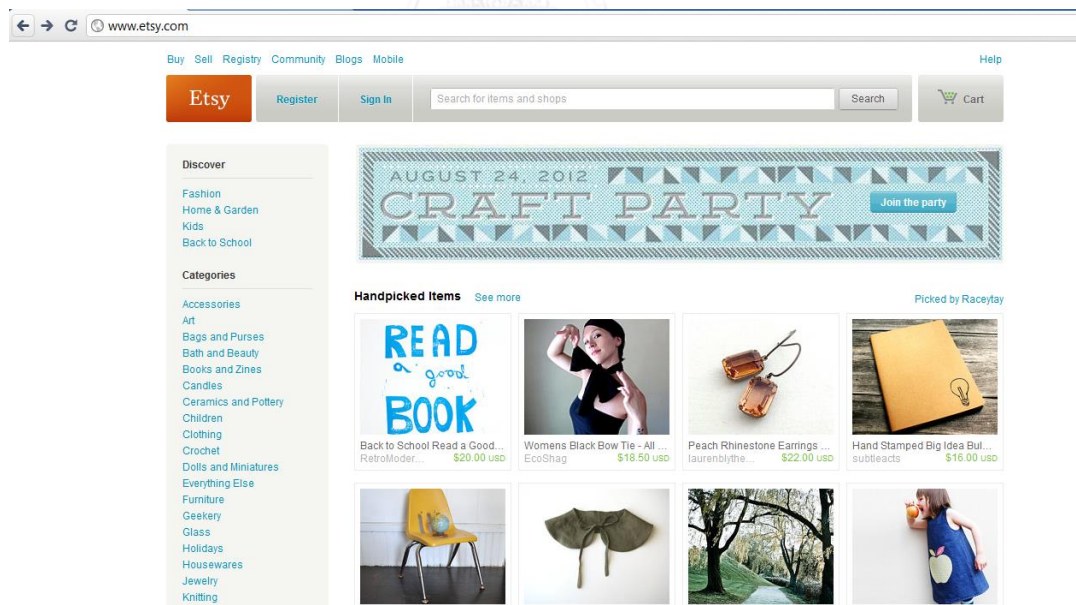 www.etsy.com
Buy Sell Registry Community Blogs Mobile
Help
Etsy
Register
Sign In
Search for items and shops
Search
Cart
Discover
Fashion
Home & Garden
Kids
Back to School
Categories
Accessories
Art
Bags and Purses
Bath and Beauty
Books and Zines
Candles
Ceramics and Pottery
Children
Clothing
Crochet
Dolls and Miniatures
Everything Else
Furniture
Geekery
Glass
Holidays
Housewares
Jewelry
Knitting
AUGUST 24, 2012
CRAFT PARTY
Join the party
Handpicked Items See more
Picked by Raceytay
READ
a good
BOOK
Back to School Read a Good...
RetroModer... $20.00 USD
Womens Black Bow Tie - All ...
EcoShag $18.50 USD
Peach Rhinestone Earrings ...
laurenblythe... $22.00 USD
Hand Stamped Big Idea Bul...
subtleacts $16.00 USD